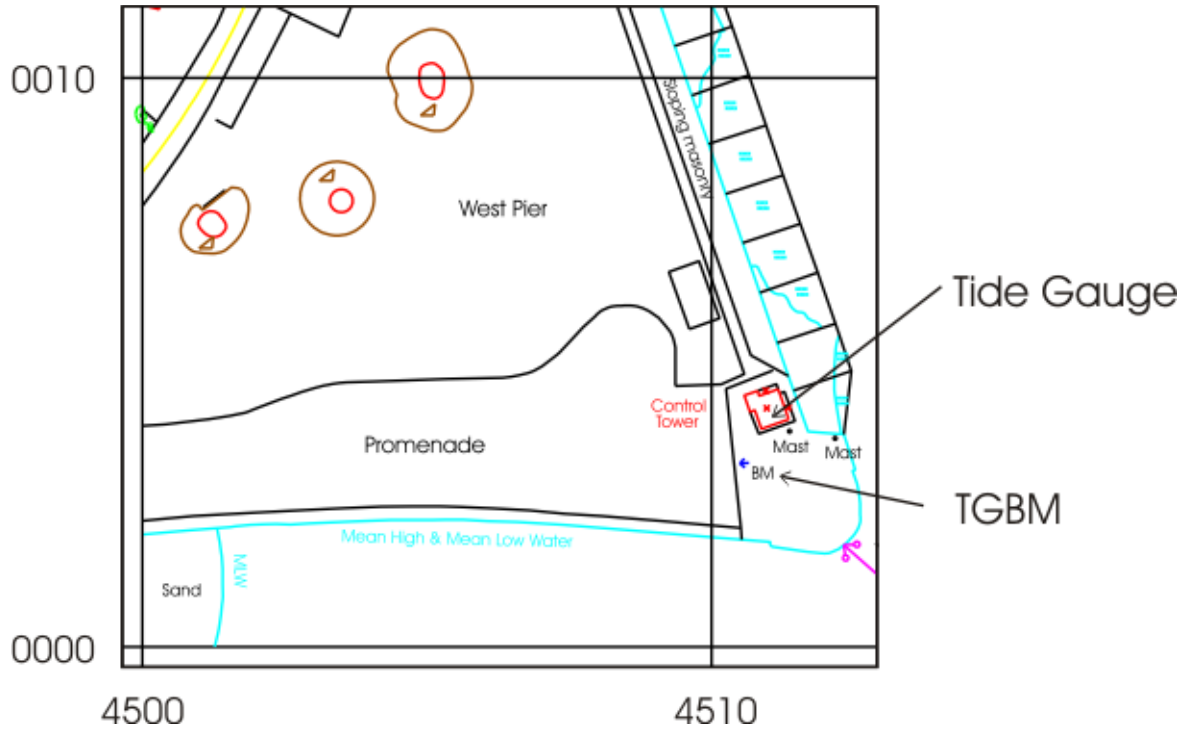 0010
Sloping masonry
West Pier
Tide Gauge
Control
Tower
Promenade
Mast
Mast
BM
TGBM
Mean High & Mean Low Water
MLW
Sand
0000
4500
4510